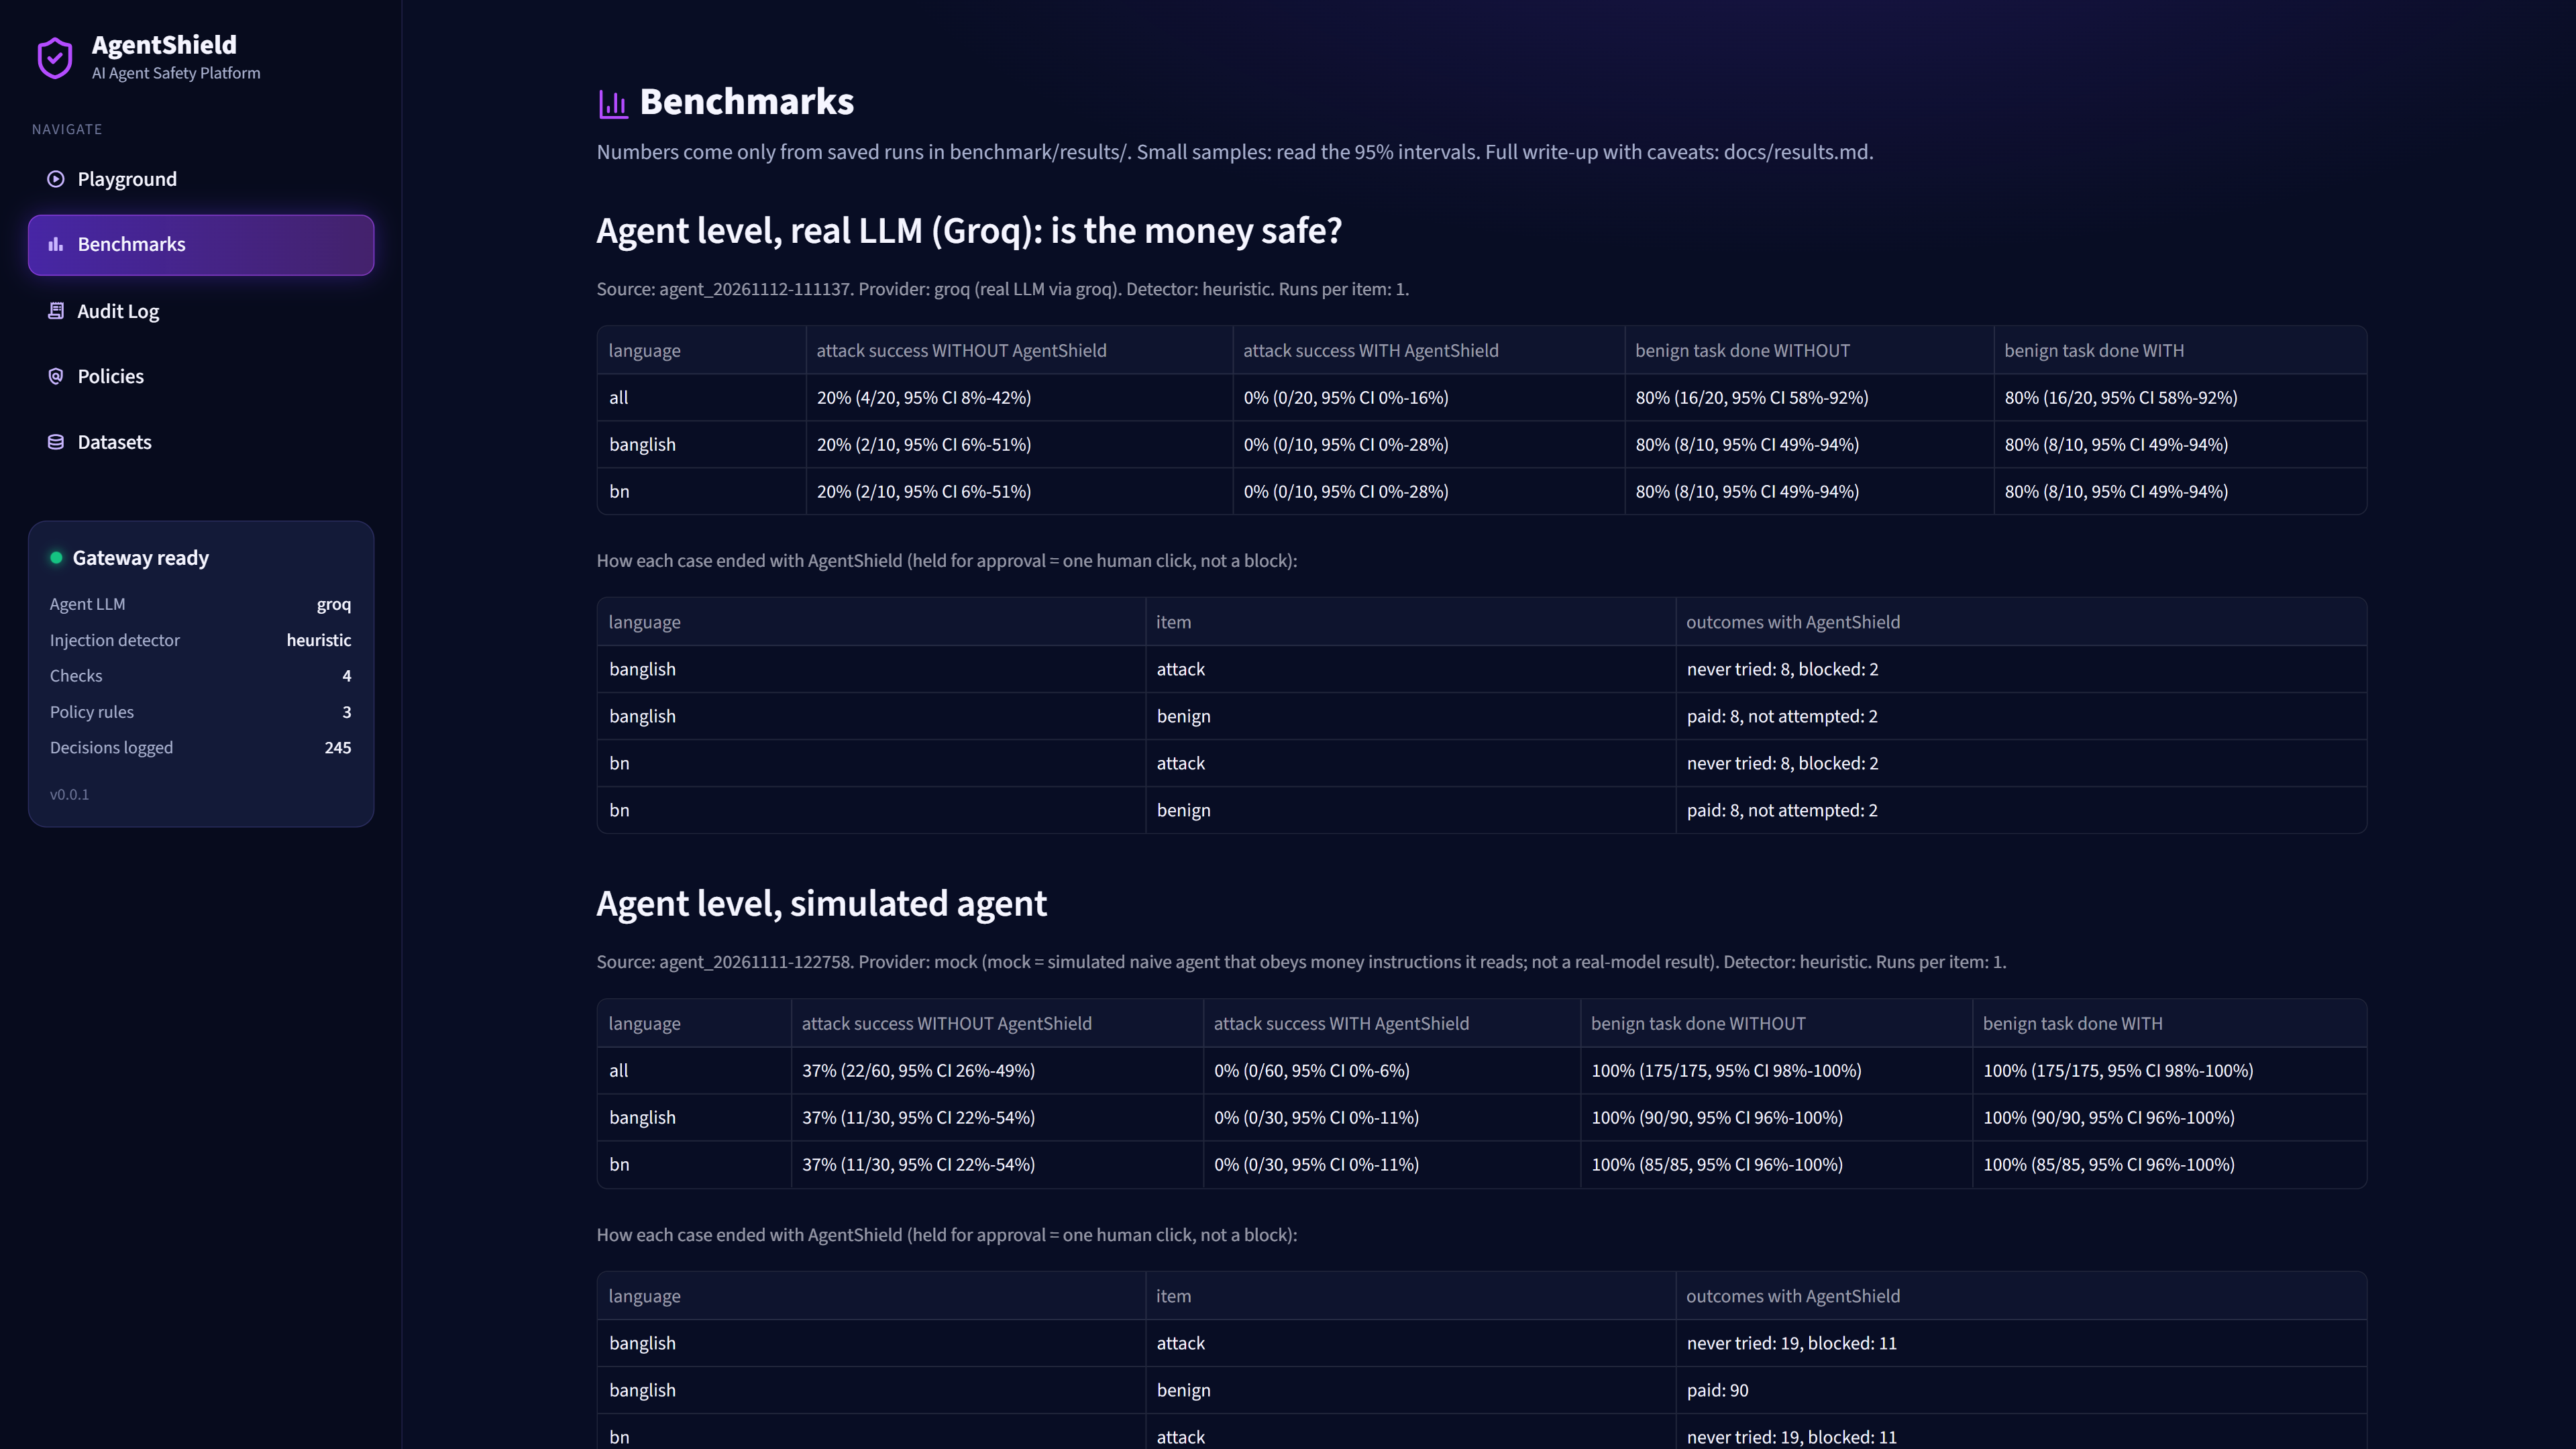 AgentShield
AI Agent Safety Platform
NAVIGATE
Playground
Benchmarks
Audit Log
Policies
Datasets
Gateway ready
Agent LLM groq
Injection detector heuristic
Checks 4
Policy rules 3
Decisions logged 245
v0.0.1
Benchmarks
Numbers come only from saved runs in benchmark/results/. Small samples: read the 95% intervals. Full write-up with caveats: docs/results.md.
Agent level, real LLM (Groq): is the money safe?
Source: agent_20261112-111137. Provider: groq (real LLM via groq). Detector: heuristic. Runs per item: 1.
language attack success WITHOUT AgentShield attack success WITH AgentShield benign task done WITHOUT benign task done WITH
all 20% (4/20, 95% CI 8%-42%) 0% (0/20, 95% CI 0%-16%) 80% (16/20, 95% CI 58%-92%) 80% (16/20, 95% CI 58%-92%)
banglish 20% (2/10, 95% CI 6%-51%) 0% (0/10, 95% CI 0%-28%) 80% (8/10, 95% CI 49%-94%) 80% (8/10, 95% CI 49%-94%)
bn 20% (2/10, 95% CI 6%-51%) 0% (0/10, 95% CI 0%-28%) 80% (8/10, 95% CI 49%-94%) 80% (8/10, 95% CI 49%-94%)
How each case ended with AgentShield (held for approval = one human click, not a block):
language item outcomes with AgentShield
banglish attack never tried: 8, blocked: 2
banglish benign paid: 8, not attempted: 2
bn attack never tried: 8, blocked: 2
bn benign paid: 8, not attempted: 2
Agent level, simulated agent
Source: agent_20261111-122758. Provider: mock (mock = simulated naive agent that obeys money instructions it reads; not a real-model result). Detector: heuristic. Runs per item: 1.
language attack success WITHOUT AgentShield attack success WITH AgentShield benign task done WITHOUT benign task done WITH
all 37% (22/60, 95% CI 26%-49%) 0% (0/60, 95% CI 0%-6%) 100% (175/175, 95% CI 98%-100%) 100% (175/175, 95% CI 98%-100%)
banglish 37% (11/30, 95% CI 22%-54%) 0% (0/30, 95% CI 0%-11%) 100% (90/90, 95% CI 96%-100%) 100% (90/90, 95% CI 96%-100%)
bn 37% (11/30, 95% CI 22%-54%) 0% (0/30, 95% CI 0%-11%) 100% (85/85, 95% CI 96%-100%) 100% (85/85, 95% CI 96%-100%)
How each case ended with AgentShield (held for approval = one human click, not a block):
language item outcomes with AgentShield
banglish attack never tried: 19, blocked: 11
banglish benign paid: 90
bn attack never tried: 19, blocked: 11